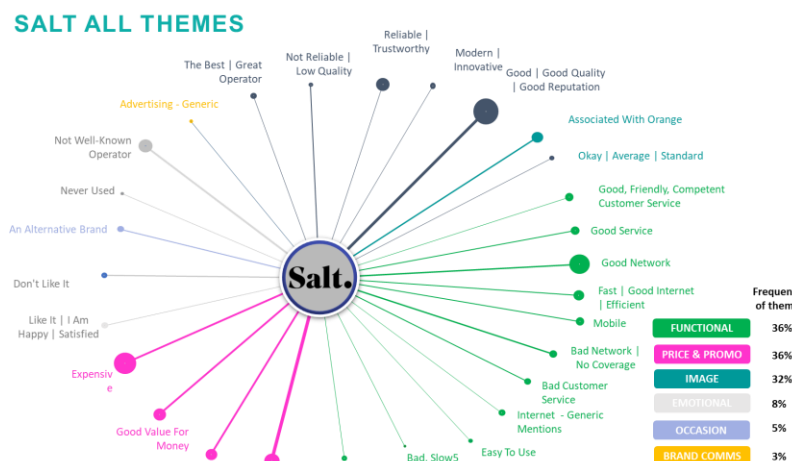 SALT ALL THEMES
Reliable |
Trustworthy
Modern |
Innovative
Not Reliable |
Low Quality
The Best | Great
Operator
Good | Good Quality
| Good Reputation
Advertising - Generic
Associated With Orange
Not Well-Known
Operator
Okay | Average | Standard
Never Used
Good, Friendly, Competent
Customer Service
An Alternative Brand
Good Service
Good Network
Salt.
Don't Like It
Fast | Good Internet
| Efficient
Like It | I Am
Happy | Satisfied
Mobile
Bad Network |
No Coverage
Expensiv
e
Bad Customer
Service
Internet - Generic
Mentions
Good Value For
Money
Easy To Use
Bad, Slow5
Frequen
of them
FUNCTIONAL 36%
PRICE & PROMO 36%
IMAGE 32%
EMOTIONAL 8%
OCCASION 5%
BRAND COMMS 3%